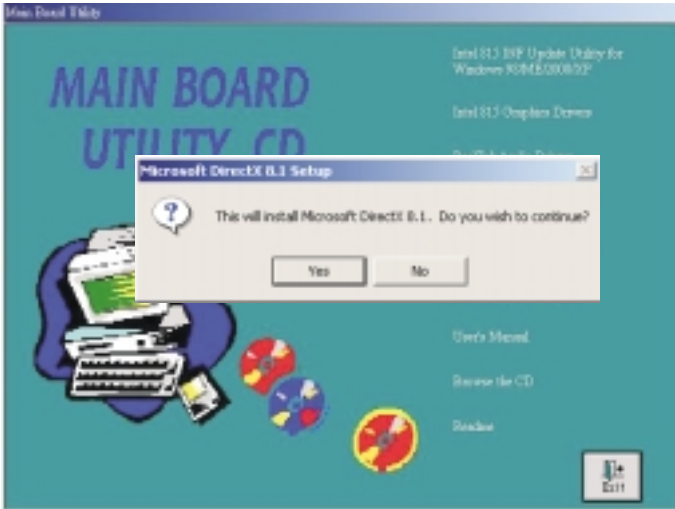 Main Board Utility
MAIN BOARD
UTILITY CD
Intel 815 INF Update Utility for
Windows 98/ME/2000/XP
Intel 815 Graphics Drivers
Microsoft DirectX 8.1 Setup
This will install Microsoft DirectX 8.1. Do you wish to continue?
Yes
No
User's Manual
Browse the CD
Readme
Exit